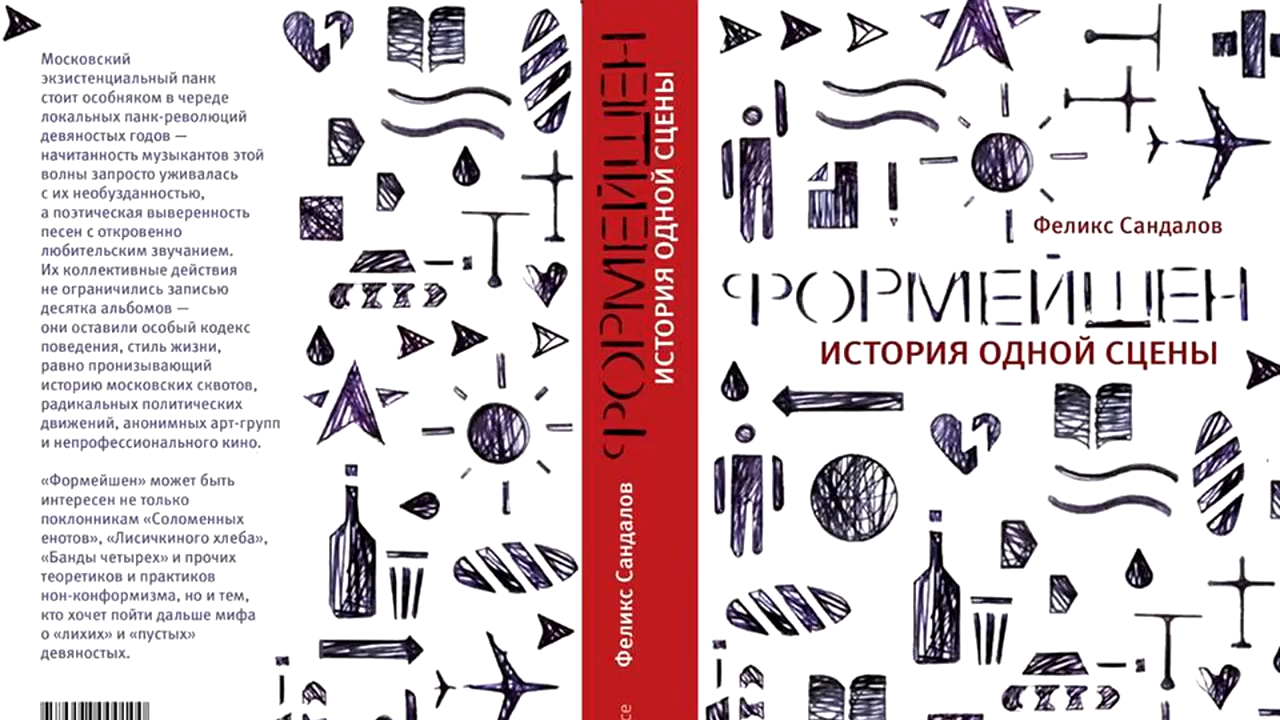 Московский
экзистенциальный панк
стоит особняком в череде
локальных панк-революций
девяностых годов —
начитанность музыкантов этой
волны запросто уживалась
с их необузданностью,
а поэтическая выверенность
песен с откровенно
любительским звучанием.
Их коллективные действия
не ограничились записью
десятка альбомов —
они оставили особый кодекс
поведения, стиль жизни,
равно пронизывающий
историю московских сквотов,
радикальных политических
движений, анонимных арт-групп
и непрофессионального кино.
«Формейшен» может быть
интересен не только
поклонникам «Соломенных
енотов», «Лисичкиного хлеба»,
«Банды четырех» и прочих
теоретиков и практиков
нон-конформизма, но и тем,
кто хочет пойти дальше мифа
о «лихих» и «пустых»
девяностых.
ФОРМЕЙШЕН
ИСТОРИЯ ОДНОЙ СЦЕНЫ
Феликс Сандалов
Феликс Сандалов
ФОРМЕЙШЕН
ИСТОРИЯ ОДНОЙ СЦЕНЫ